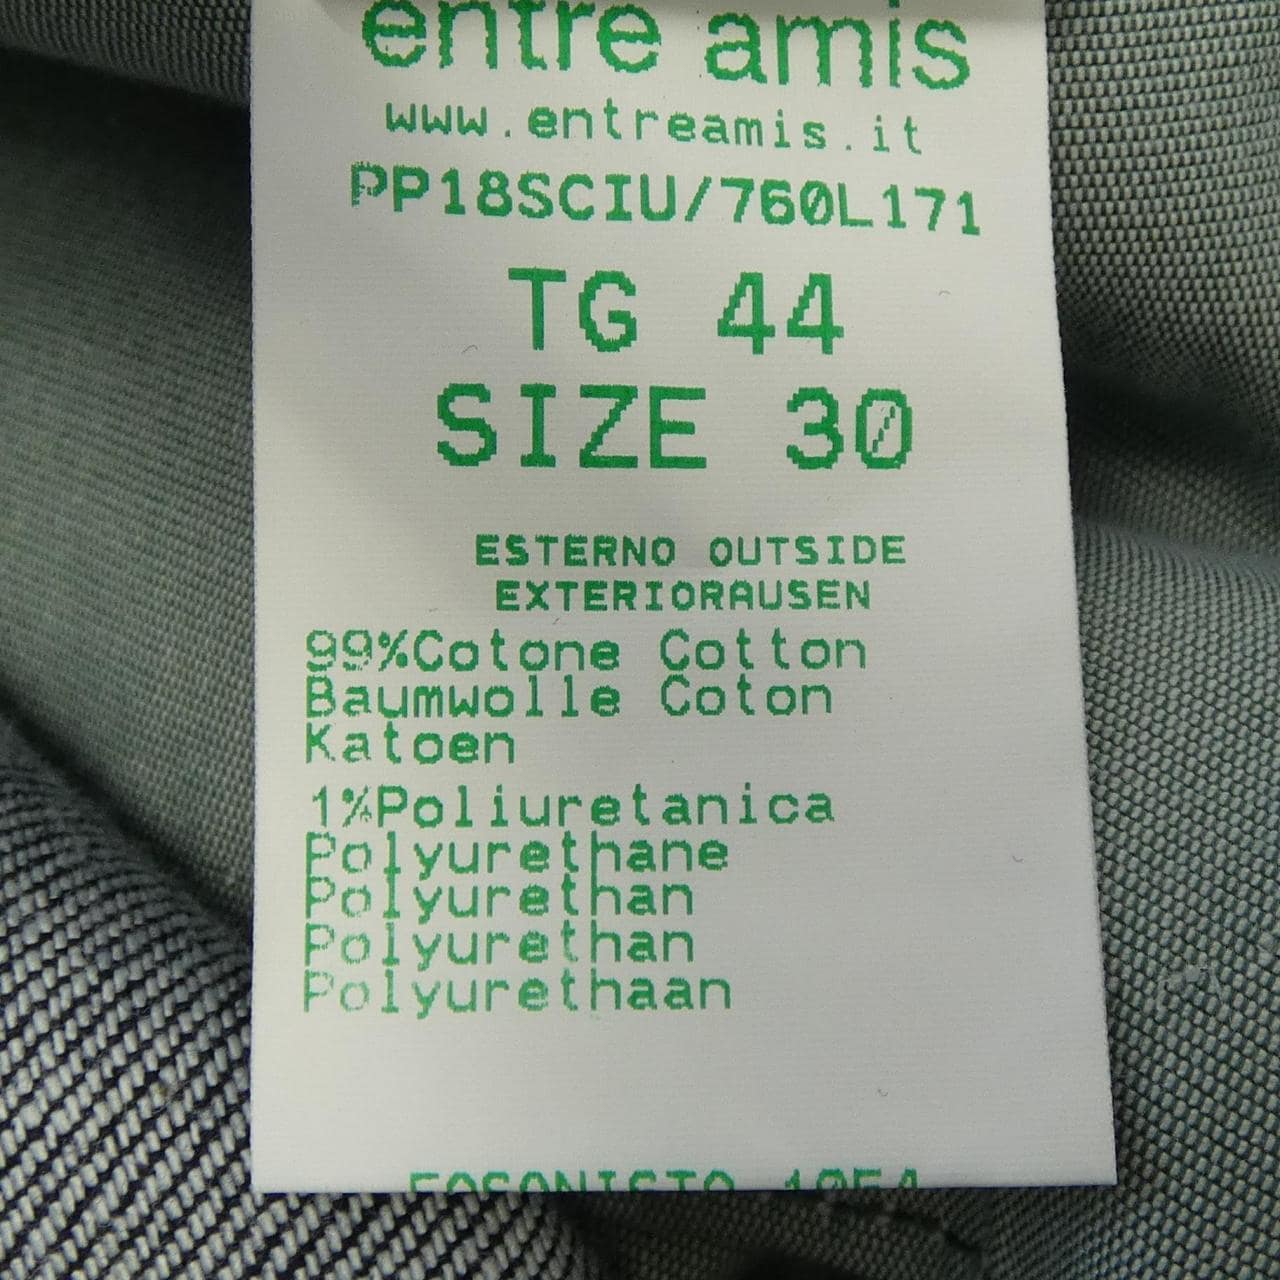 entre amis
www.entreamis.it
PP18SCIU/760L171
TG 44
SIZE 30
ESTERNO OUTSIDE
EXTERIORAUSEN
99%Cotone Cotton
Baumwolle Coton
Katoen
1%Poliuretanica
Polyurethane
Polyurethan
Polyurethan
Polyurethaan